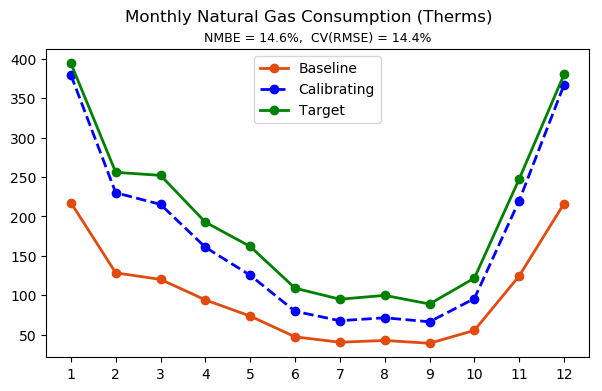 Monthly Natural Gas Consumption (Therms)
NMBE = 14.6%,  CV(RMSE) = 14.4%
Baseline
Calibrating
Target
400
350
300
250
200
150
100
50
1 2 3 4 5 6 7 8 9 10 11 12